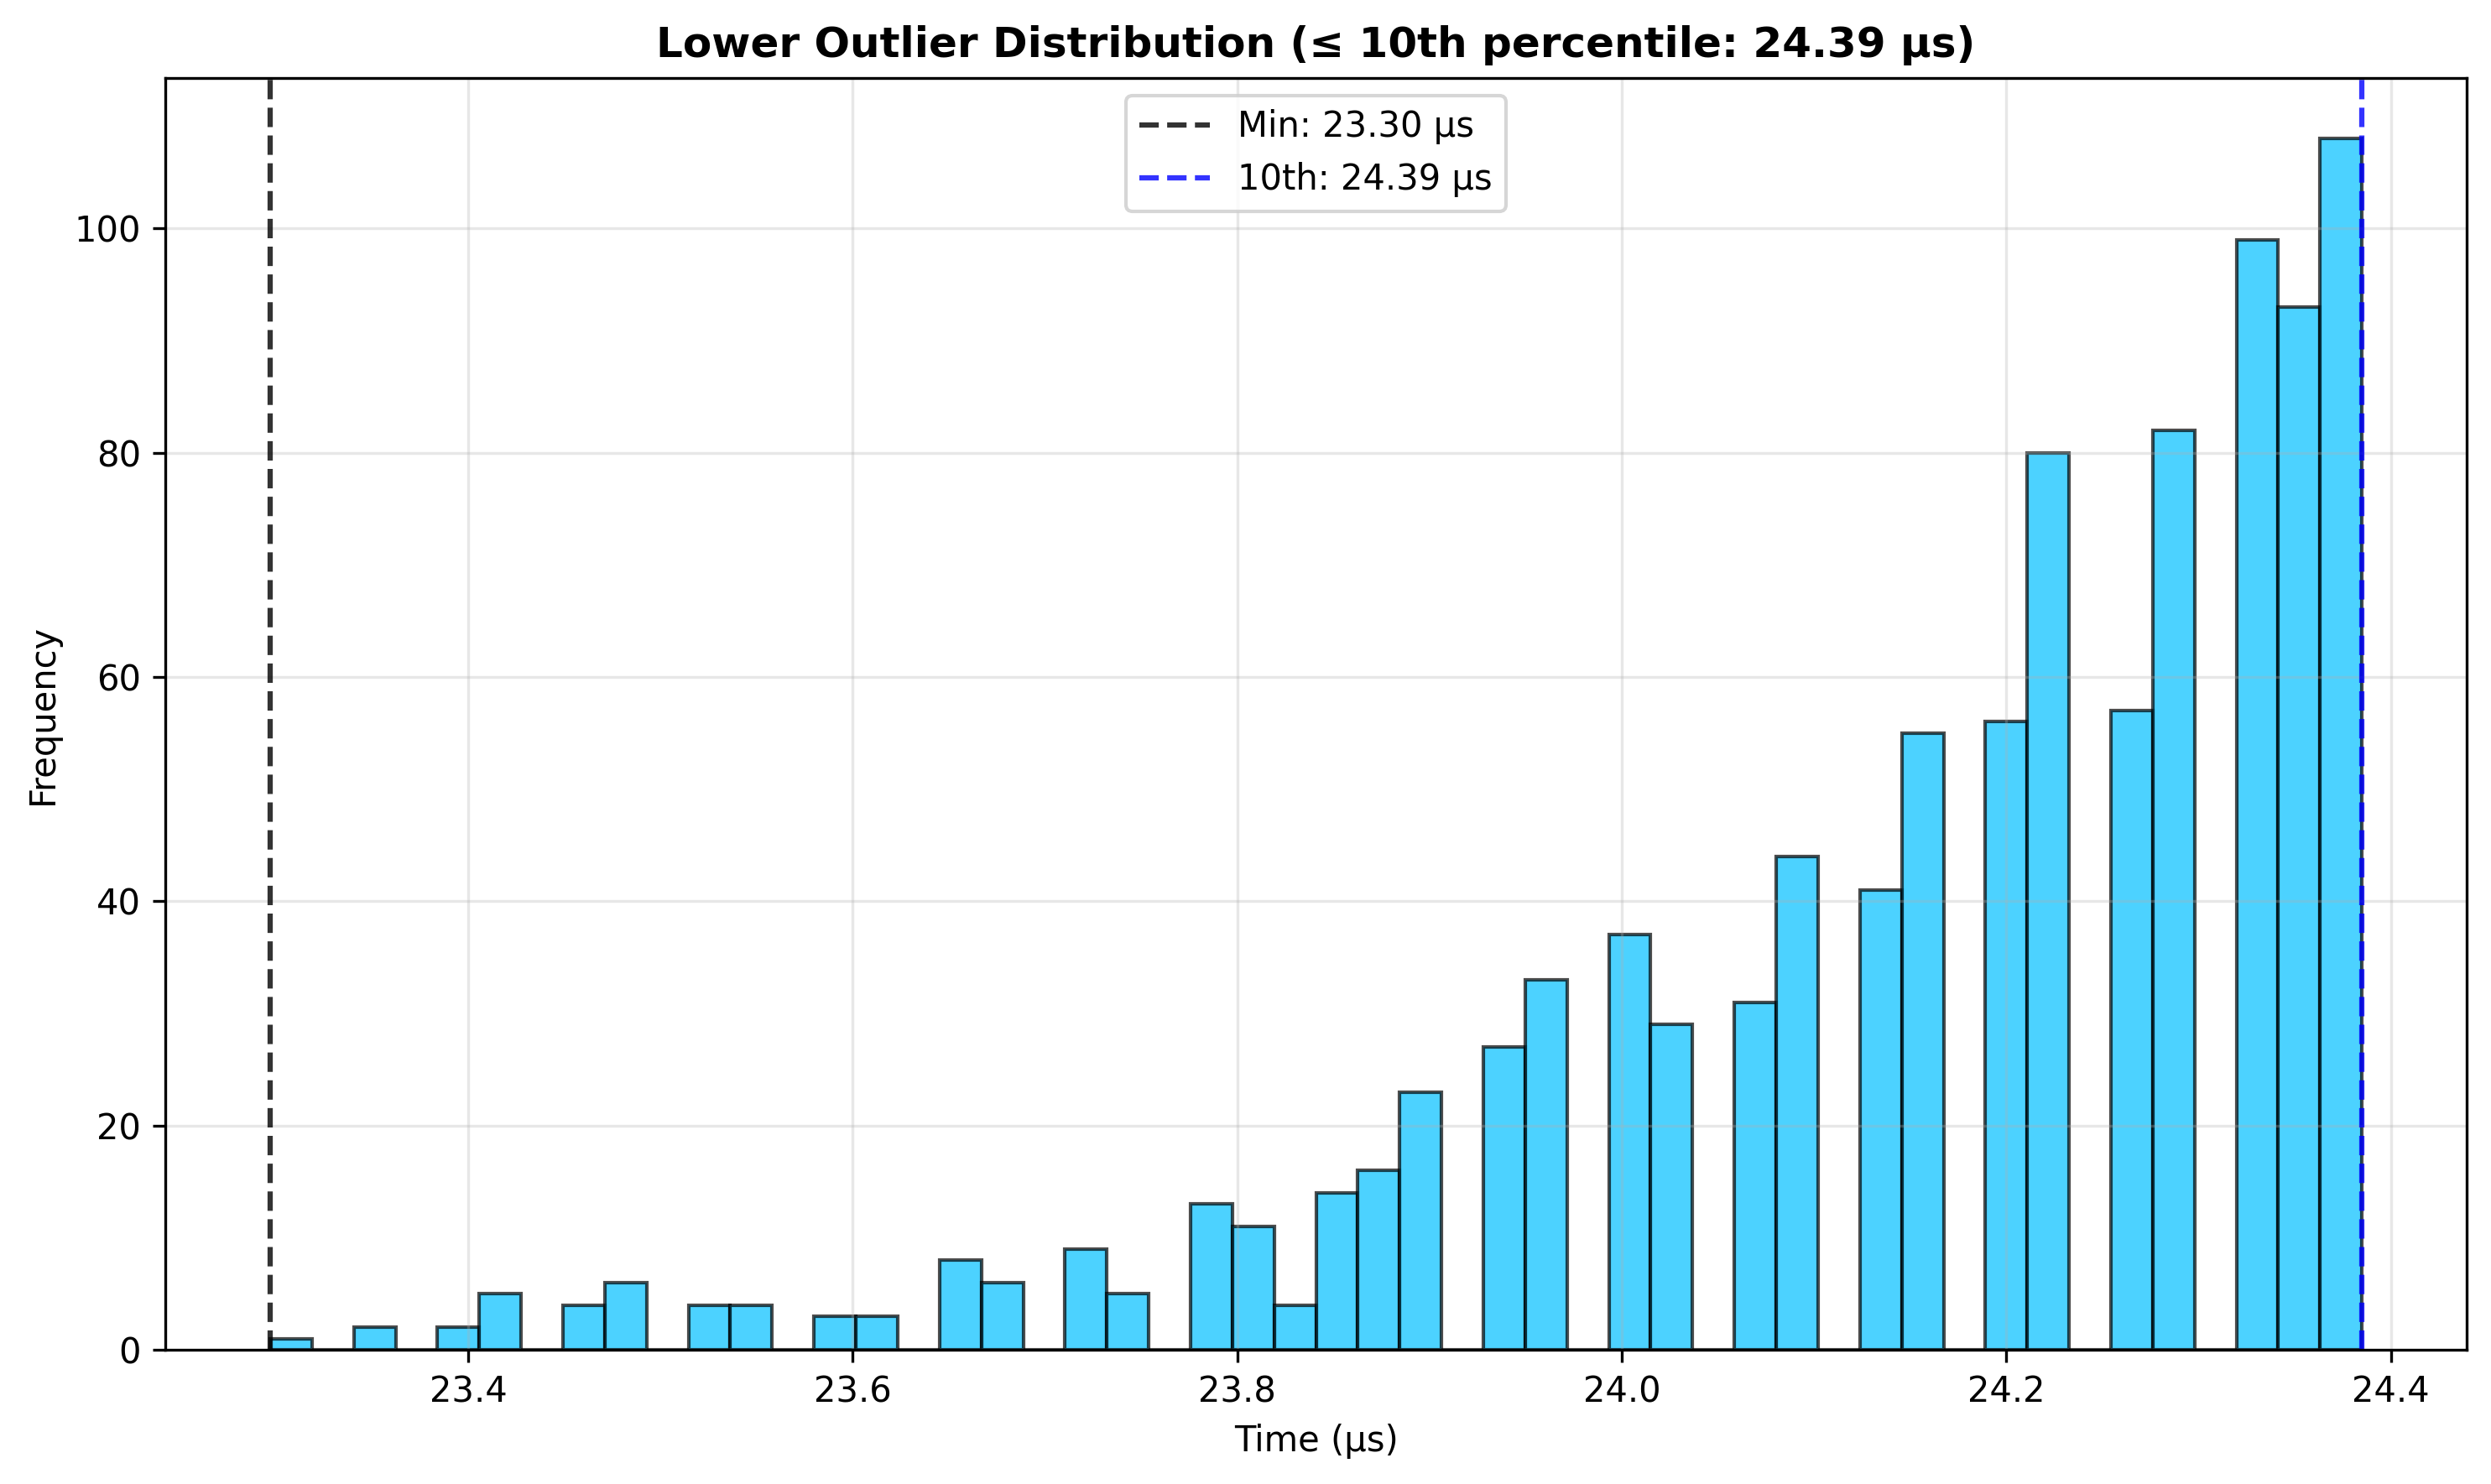 Lower Outlier Distribution (≤ 10th percentile: 24.39 µs)
Min: 23.30 µs
10th: 24.39 µs
Frequency
100
80
60
40
20
0
23.4 23.6 23.8 24.0 24.2 24.4
Time (µs)